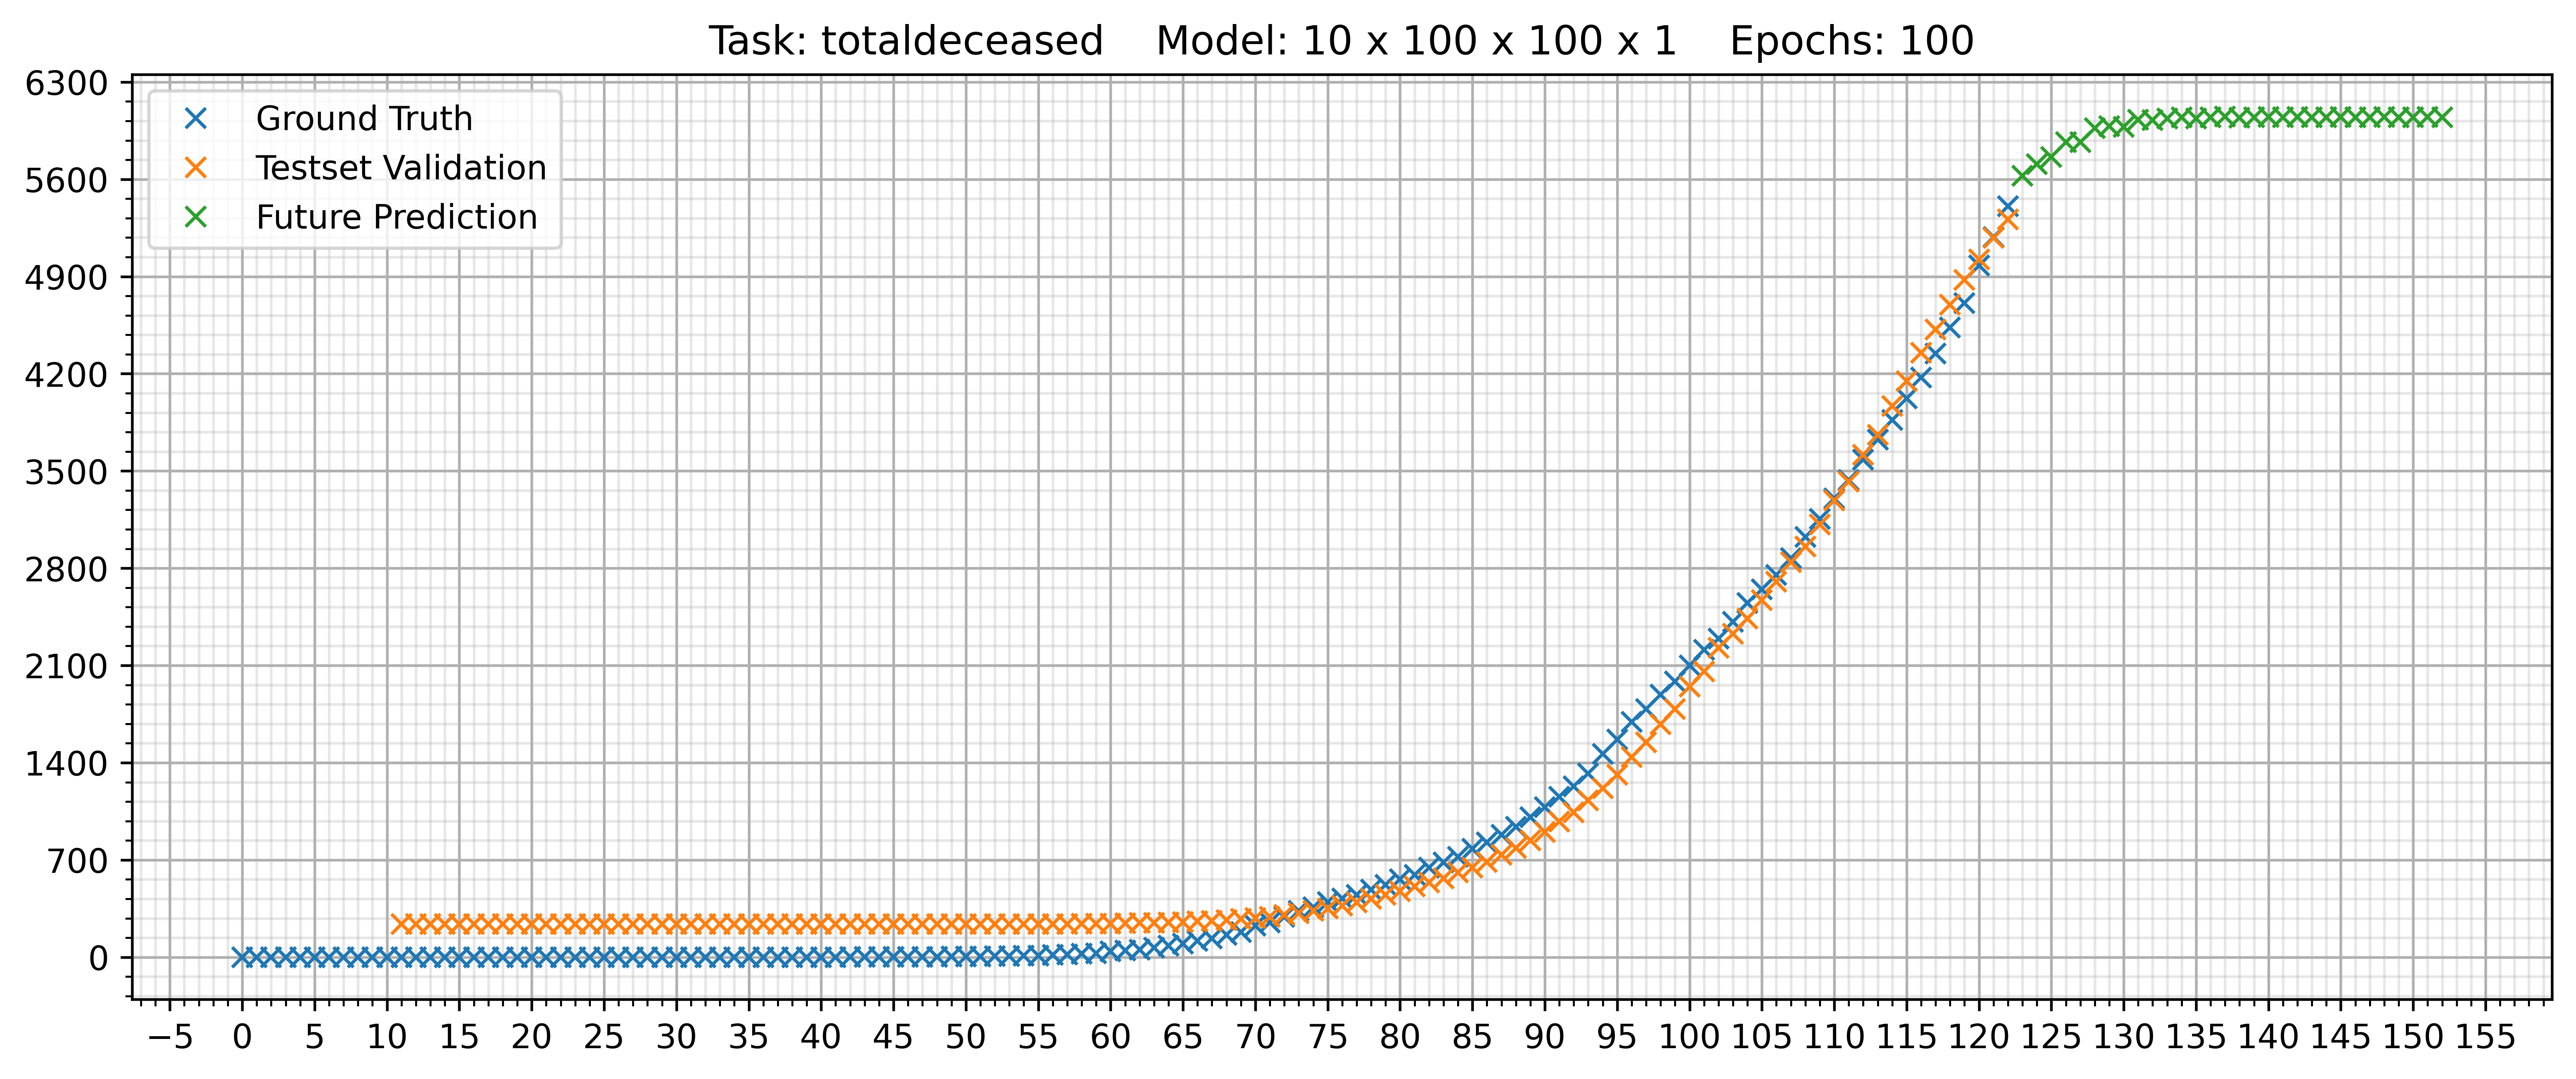 Task: totaldeceased    Model: 10 x 100 x 100 x 1    Epochs: 100
6300
5600
4900
4200
3500
2800
2100
1400
700
0
Ground Truth
Testset Validation
Future Prediction
−5 0 5 10 15 20 25 30 35 40 45 50 55 60 65 70 75 80 85 90 95 100 105 110 115 120 125 130 135 140 145 150 155